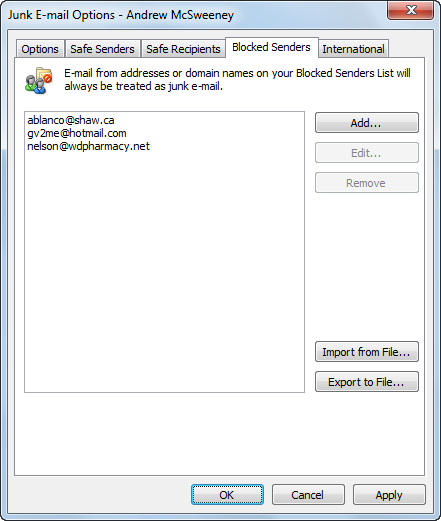 Junk E-mail Options - Andrew McSweeney
Options Safe Senders Safe Recipients Blocked Senders International
E-mail from addresses or domain names on your Blocked Senders List will
always be treated as junk e-mail.
ablanco@shaw.ca
gv2me@hotmail.com
nelson@wdpharmacy.net
Add...
Edit...
Remove
Import from File...
Export to File...
OK Cancel Apply